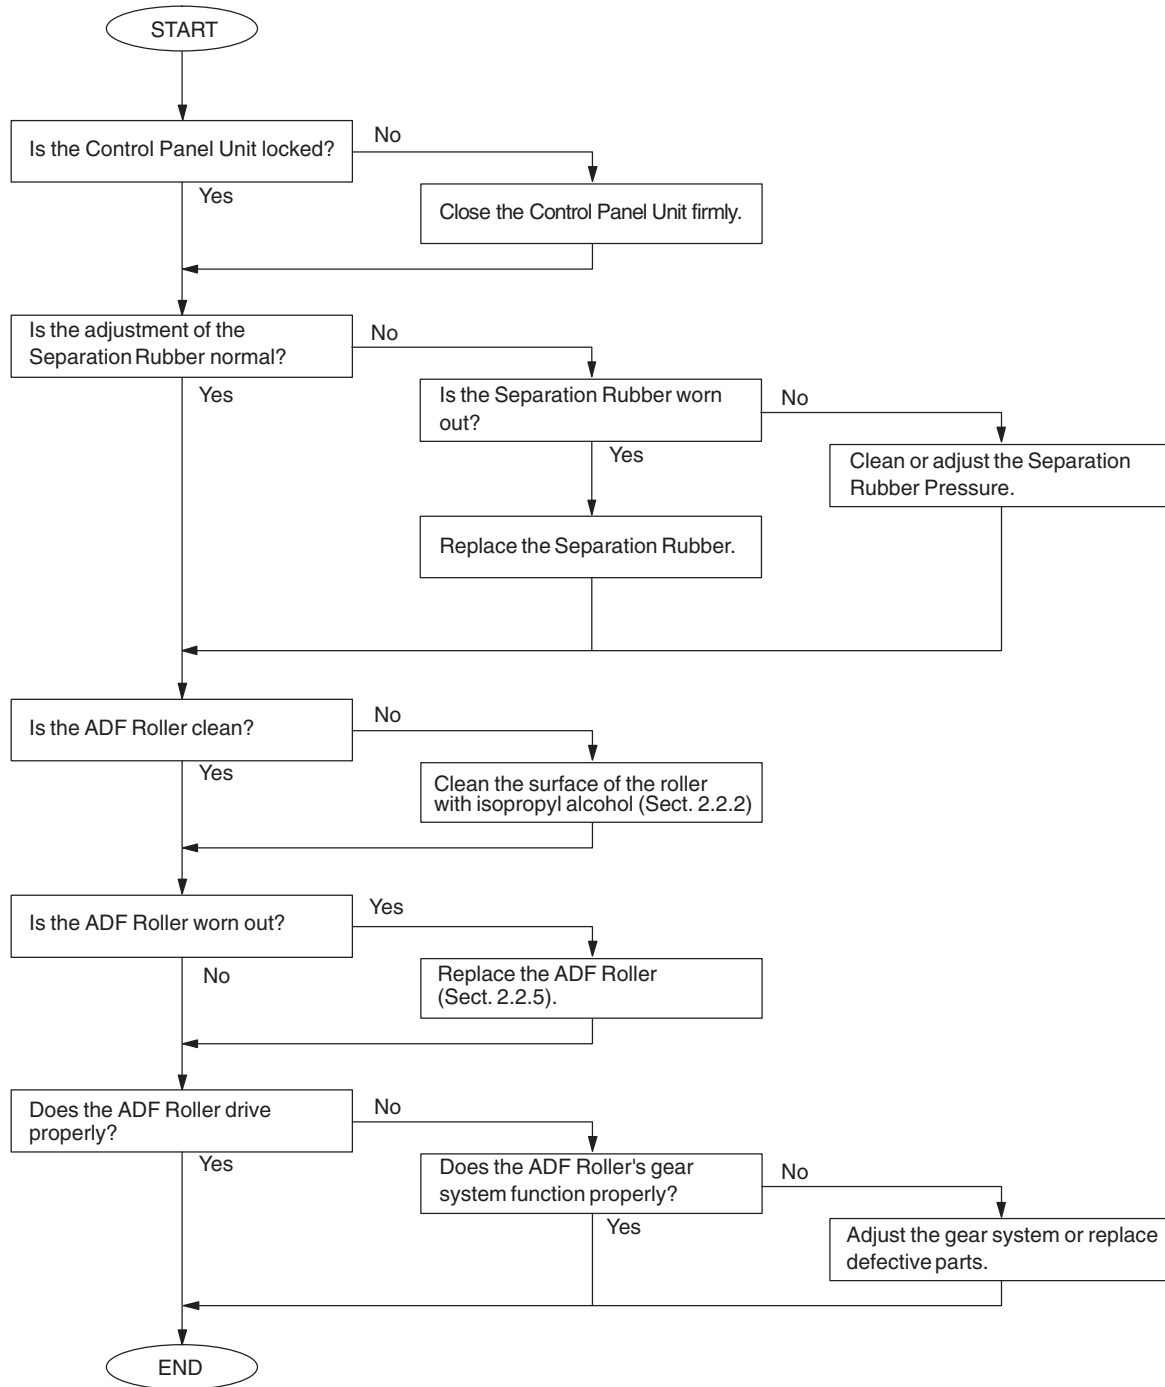 START
Is the Control Panel Unit locked?
No
Yes
Close the Control Panel Unit firmly.
Is the adjustment of the
Separation Rubber normal?
No
Yes
Is the Separation Rubber worn
out?
No
Yes
Clean or adjust the Separation
Rubber Pressure.
Replace the Separation Rubber.
Is the ADF Roller clean?
No
Yes
Clean the surface of the roller
with isopropyl alcohol (Sect. 2.2.2)
Is the ADF Roller worn out?
Yes
No
Replace the ADF Roller
(Sect. 2.2.5).
Does the ADF Roller drive
properly?
No
Yes
Does the ADF Roller's gear
system function properly?
No
Yes
Adjust the gear system or replace
defective parts.
END